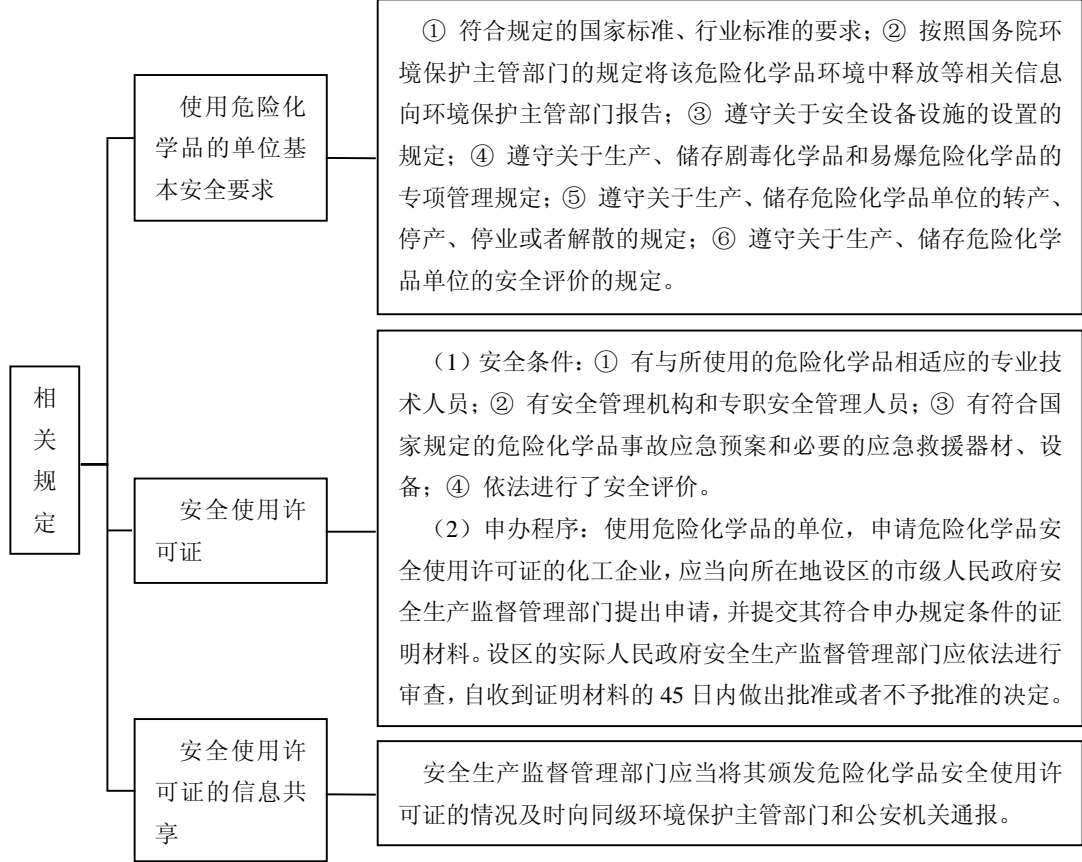 相
关
规
定
使用危险化
学品的单位基
本安全要求
① 符合规定的国家标准、行业标准的要求；② 按照国务院环
境保护主管部门的规定将该危险化学品环境中释放等相关信息
向环境保护主管部门报告；③ 遵守关于安全设备设施的设置的
规定；④ 遵守关于生产、储存剧毒化学品和易爆危险化学品的
专项管理规定；⑤ 遵守关于生产、储存危险化学品单位的转产、
停产、停业或者解散的规定；⑥ 遵守关于生产、储存危险化学
品单位的安全评价的规定。
安全使用许
可证
（1）安全条件：① 有与所使用的危险化学品相适应的专业技
术人员；② 有安全管理机构和专职安全管理人员；③ 有符合国
家规定的危险化学品事故应急预案和必要的应急救援器材、设
备；④ 依法进行了安全评价。
（2）申办程序：使用危险化学品的单位，申请危险化学品安
全使用许可证的化工企业，应当向所在地设区的市级人民政府安
全生产监督管理部门提出申请，并提交其符合申办规定条件的证
明材料。设区的实际人民政府安全生产监督管理部门应依法进行
审查，自收到证明材料的 45 日内做出批准或者不予批准的决定。
安全使用许
可证的信息共
享
安全生产监督管理部门应当将其颁发危险化学品安全使用许
可证的情况及时向同级环境保护主管部门和公安机关通报。